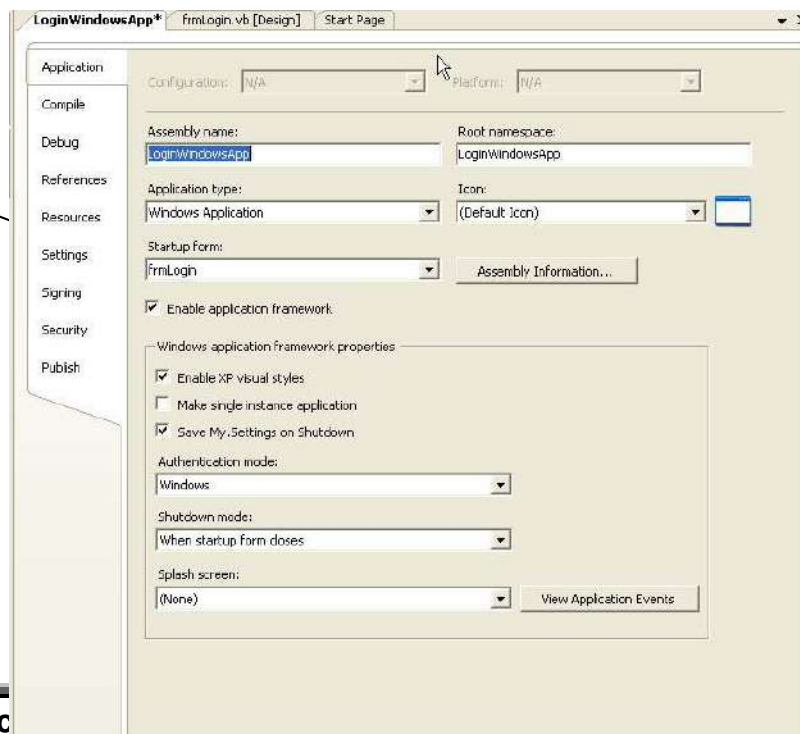 LoginWindowsApp* frmLogin.vb [Design] Start Page
Application
Compile
Debug
References
Resources
Settings
Signing
Security
Publish
Configuration: N/A Platform: N/A
Assembly name: Root namespace:
LoginWindowsApp LoginWindowsApp
Application type: Icon:
Windows Application (Default Icon)
Startup form:
frmLogin Assembly Information...
Enable application framework
Windows application framework properties
Enable XP visual styles
Make single instance application
Save My.Settings on Shutdown
Authentication mode:
Windows
Shutdown mode:
When startup form closes
Splash screen:
(None) View Application Events